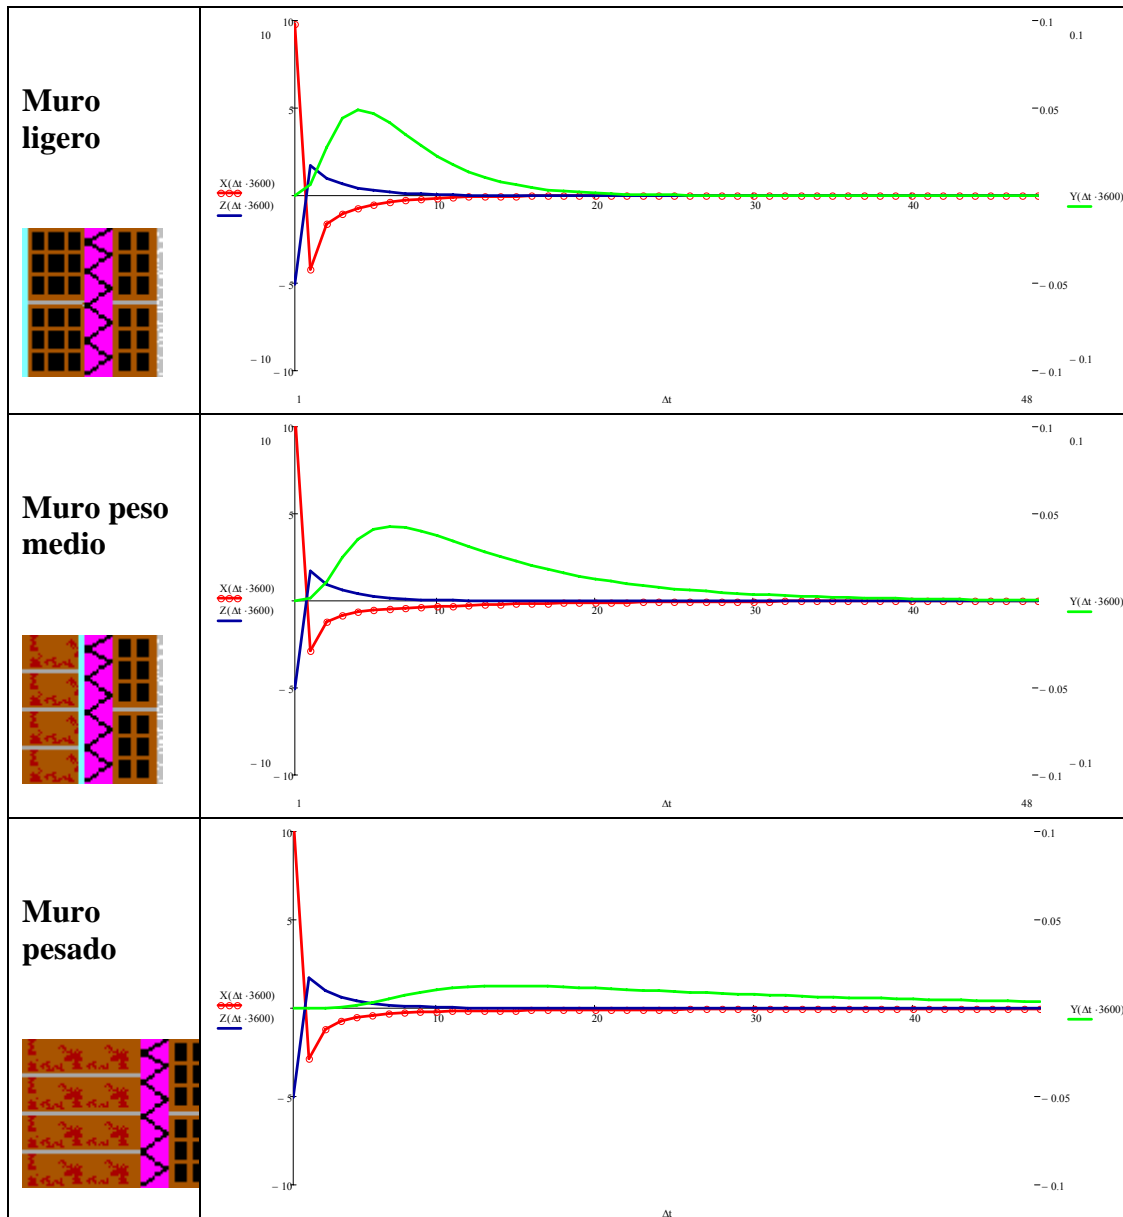 Muro
ligero
10
10
5
X(Δt ·3600)
Z(Δt ·3600)
– 5
– 10
– 10
10
20
30
40
0.1
0.1
0.05
Y(Δt ·3600)
– 0.05
– 0.1
– 0.1
1
Δt
48
Muro peso
medio
10
10
5
X(Δt ·3600)
Z(Δt ·3600)
– 5
– 10
– 10
10
20
30
40
0.1
0.1
0.05
Y(Δt ·3600)
– 0.05
– 0.1
– 0.1
1
Δt
48
Muro
pesado
10
5
X(Δt ·3600)
Z(Δt ·3600)
– 5
– 10
10
20
30
40
0.1
0.05
Y(Δt ·3600)
– 0.05
– 0.1
Δt